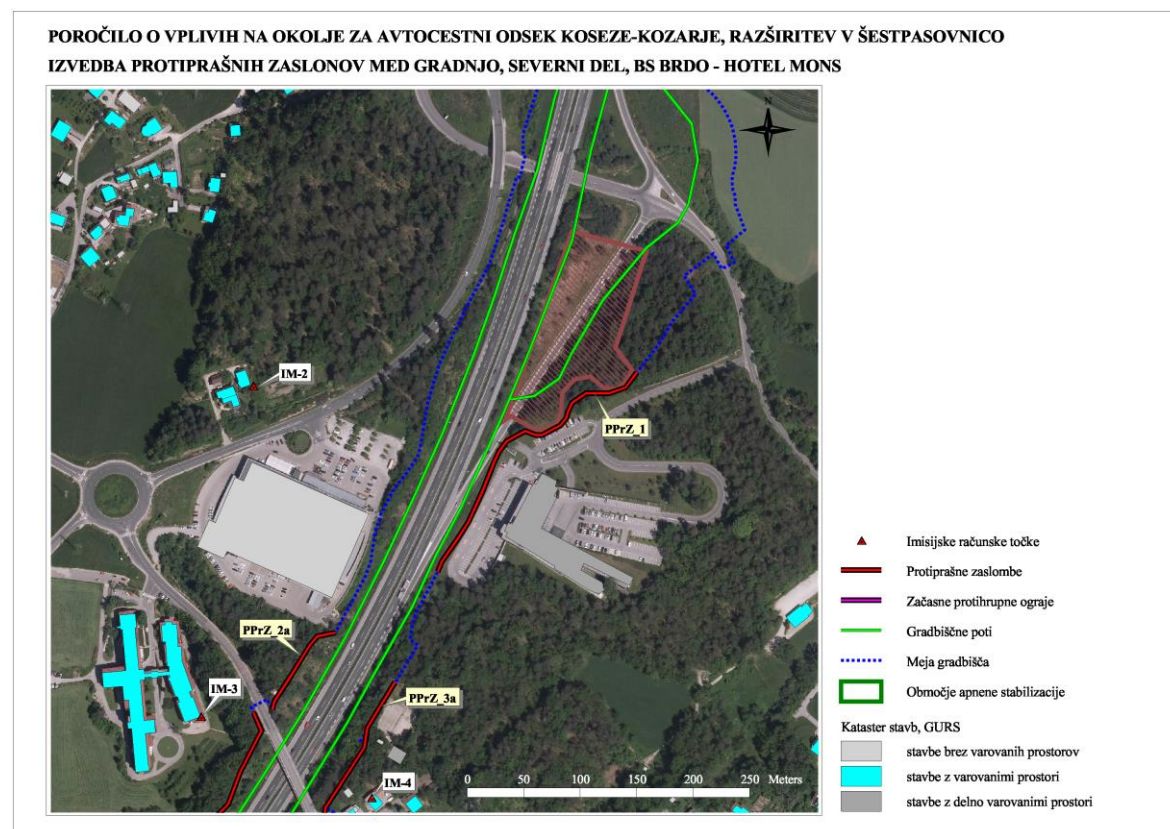 POROČILO O VPLIVIH NA OKOLJE ZA AVTOCESTNI ODSEK KOSEZE-KOZARJE, RAZŠIRITEV V ŠESTPASOVNICO
IZVEDBA PROTIPRAŠNIH ZASLONOV MED GRADNJO, SEVERNI DEL, BS BRDO - HOTEL MONS
N
IM-2
PPrZ_1
PPrZ_2a
IM-3
PPrZ_3a
IM-4
0 50 100 150 200 250 Meters
Imisijske računske točke
Protiprašne zaslombe
Začasne protihrupne ograje
Gradbiščne poti
Meja gradbišča
Območje apnene stabilizacije
Kataster stavb, GURS
stavbe brez varovanih prostorov
stavbe z varovanimi prostori
stavbe z delno varovanimi prostori